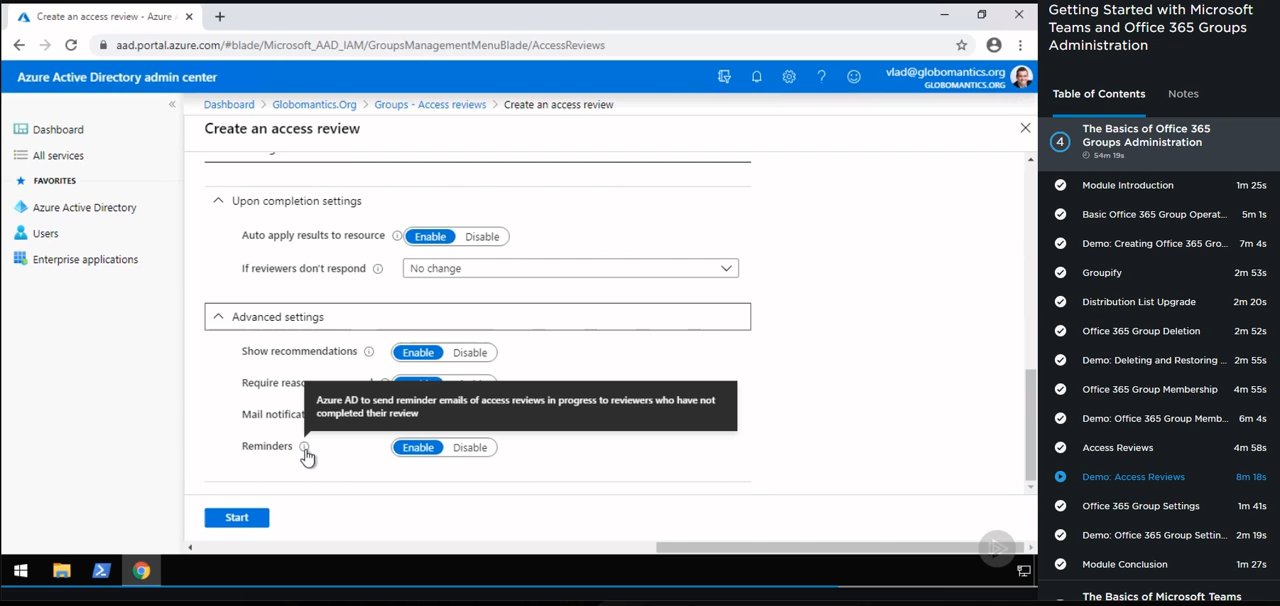 Create an access review - Azure A
aad.portal.azure.com/#blade/Microsoft_AAD_IAM/GroupsManagementMenuBlade/AccessReviews
Azure Active Directory admin center
vlad@globomantics.org
GLOBOMANTICS.ORG
Dashboard > Globomantics.Org > Groups - Access reviews > Create an access review
Create an access review
Dashboard
All services
FAVORITES
Azure Active Directory
Users
Enterprise applications
Upon completion settings
Auto apply results to resource Enable Disable
If reviewers don't respond No change
Advanced settings
Show recommendations Enable Disable
Require reas
Azure AD to send reminder emails of access reviews in progress to reviewers who have not
completed their review
Mail notificat
Reminders Enable Disable
Start
Getting Started with Microsoft
Teams and Office 365 Groups
Administration
Table of Contents Notes
4
The Basics of Office 365
Groups Administration
54m 19s
Module Introduction 1m 25s
Basic Office 365 Group Operat... 5m 1s
Demo: Creating Office 365 Gro... 7m 4s
Groupify 2m 53s
Distribution List Upgrade 2m 20s
Office 365 Group Deletion 2m 52s
Demo: Deleting and Restoring ... 2m 55s
Office 365 Group Membership 4m 55s
Demo: Office 365 Group Memb... 6m 4s
Access Reviews 4m 58s
Demo: Access Reviews 8m 18s
Office 365 Group Settings 1m 41s
Demo: Office 365 Group Settin... 2m 19s
Module Conclusion 1m 27s
The Basics of Microsoft Teams